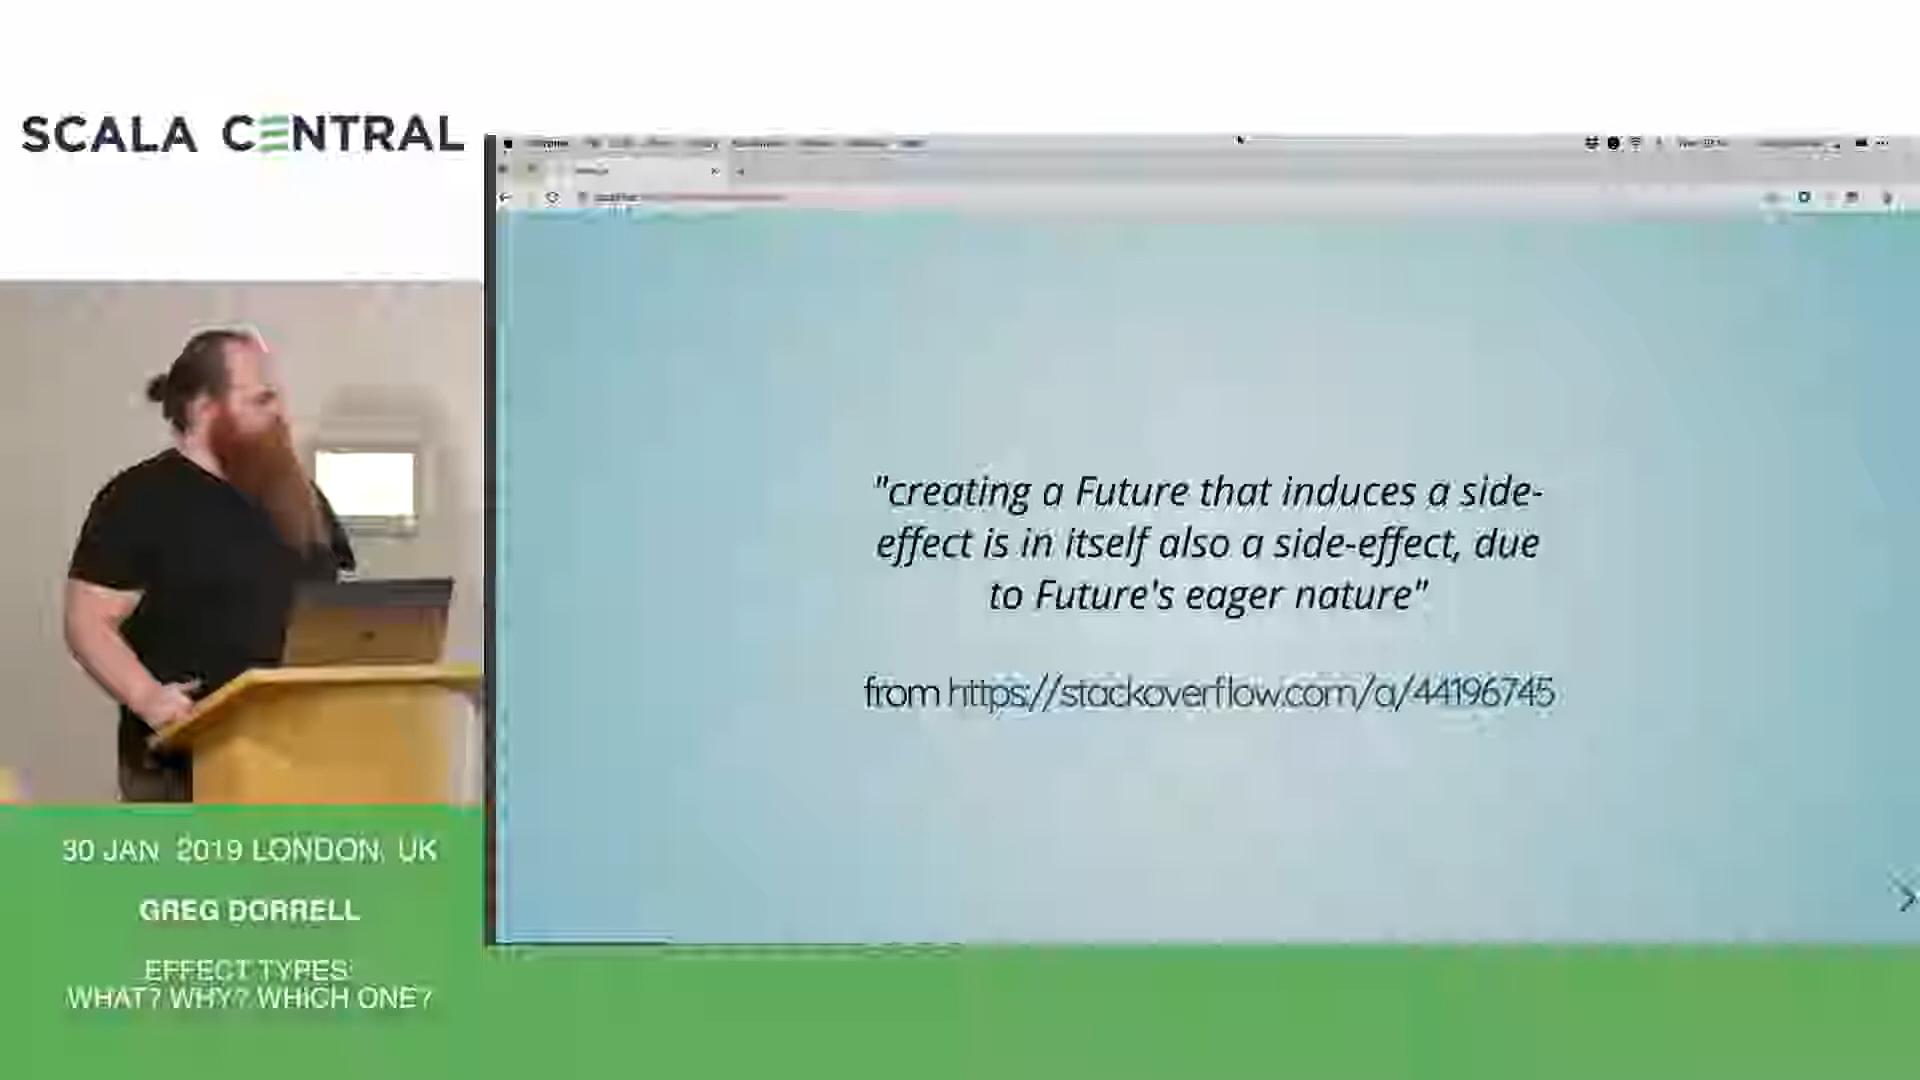 SCALA CENTRAL
"creating a Future that induces a side-
effect is in itself also a side-effect, due
to Future's eager nature"
from https://stackoverflow.com/a/44196745
30 JAN 2019 LONDON, UK
GREG DORRELL
EFFECT TYPES:
WHAT? WHY? WHICH ONE?